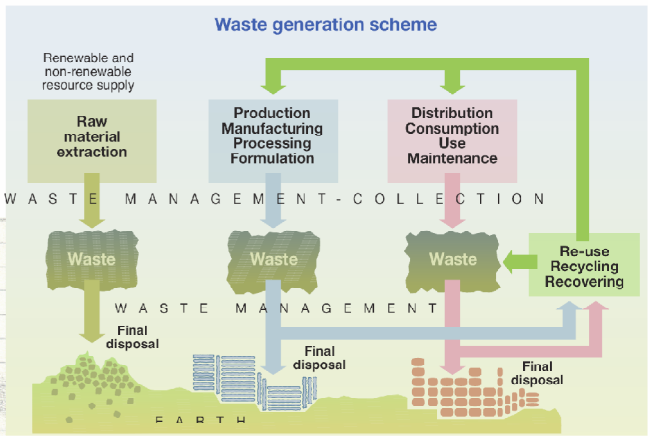 Waste generation scheme
Renewable and
non-renewable
resource supply
Raw
material
extraction
Production
Manufacturing
Processing
Formulation
Distribution
Consumption
Use
Maintenance
WASTE MANAGEMENT-COLLECTION
Waste
Waste
Waste
Re-use
Recycling
Recovering
WASTE MANAGEMENT
Final
disposal
Final
disposal
Final
disposal
EARTH